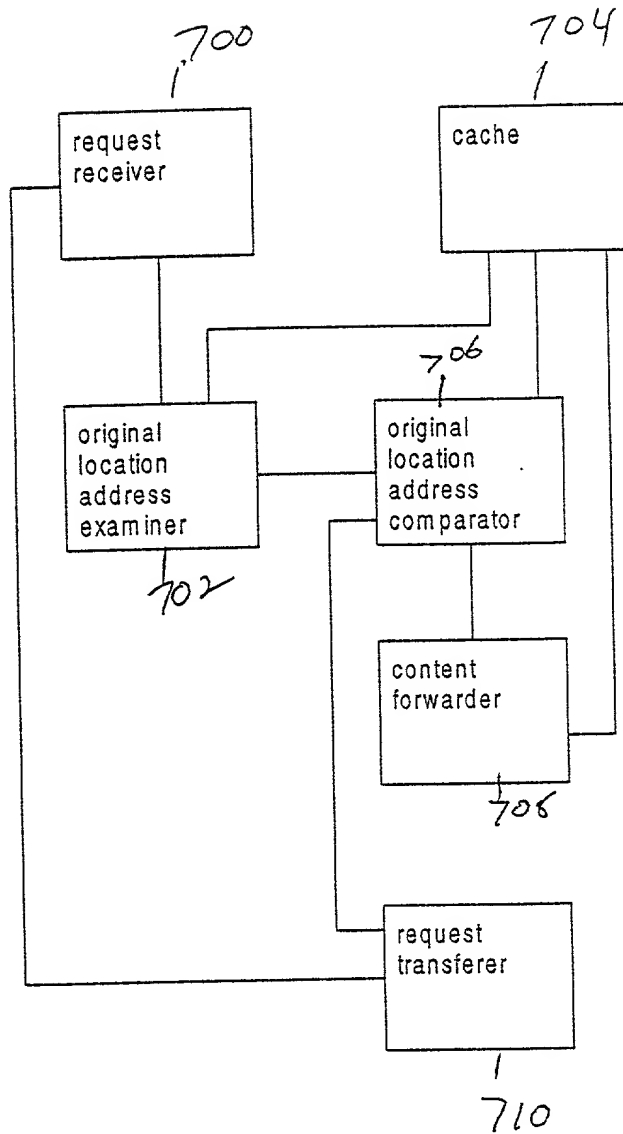 700
704
request
receiver
cache
706
original
location
address
examiner
original
location
address
comparator
702
content
forwarder
708
request
transferer
710